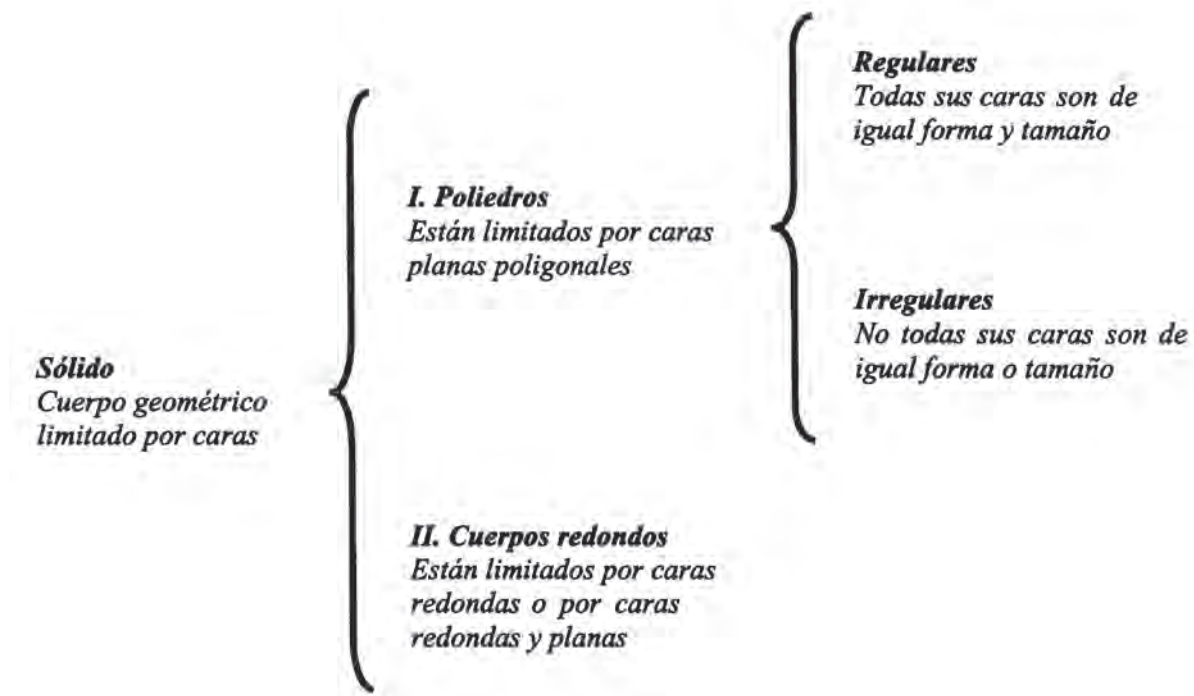 Sólido
Cuerpo geométrico
limitado por caras
I. Poliedros
Están limitados por caras
planas poligonales
Regulares
Todas sus caras son de
igual forma y tamaño
Irregulares
No todas sus caras son de
igual forma o tamaño
II. Cuerpos redondos
Están limitados por caras
redondas o por caras
redondas y planas